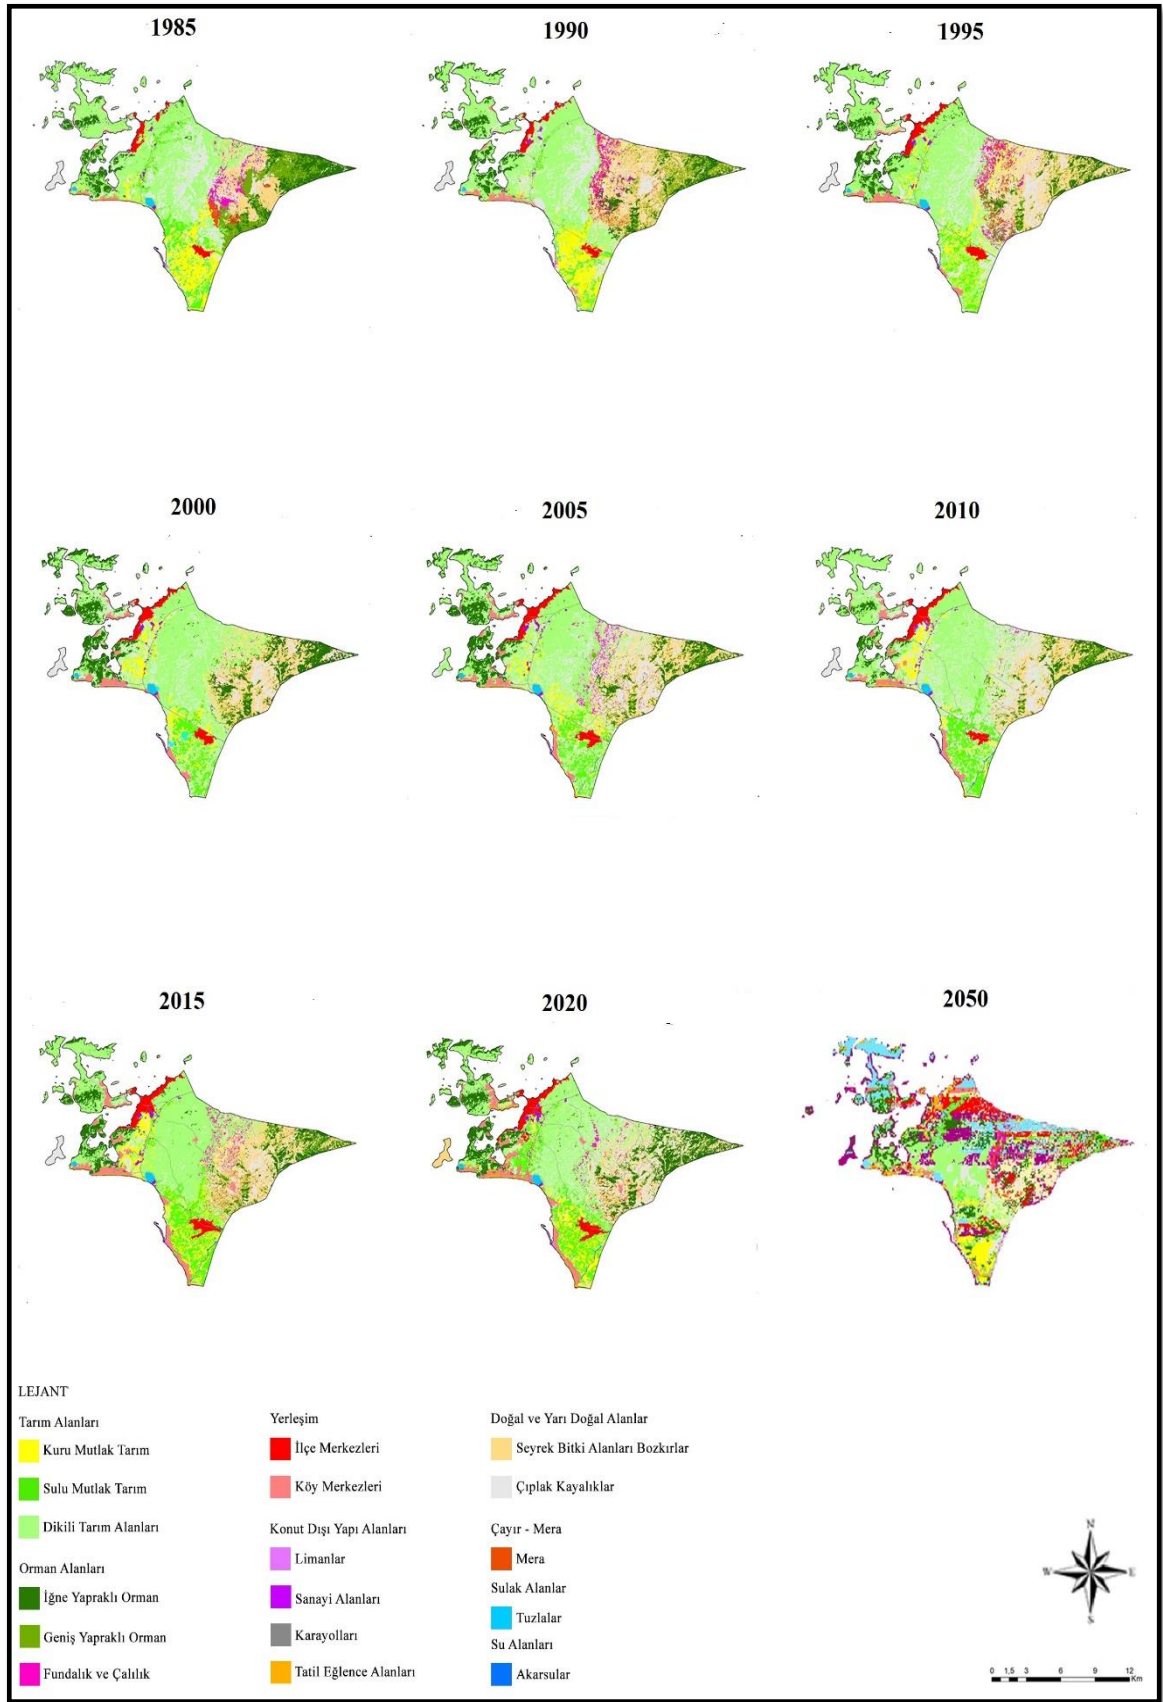 1985
1990
1995
2000
2005
2010
2015
2020
2050
LEJANT
Tarım Alanları
Kuru Mutlak Tarım
Sulu Mutlak Tarım
Dikili Tarım Alanları
Orman Alanları
İğne Yapraklı Orman
Geniş Yapraklı Orman
Fundalık ve Çalılık
Yerleşim
İlçe Merkezleri
Köy Merkezleri
Konut Dışı Yapı Alanları
Limanlar
Sanayi Alanları
Karayolları
Tatil Eğlence Alanları
Doğal ve Yarı Doğal Alanlar
Seyrek Bitki Alanları Bozkırlar
Çıplak Kayalıklar
Çayır - Mera
Mera
Sulak Alanlar
Tuzlalar
Su Alanları
Akarsular
N
W E
S
0 1,5 3 6 9 12
Km